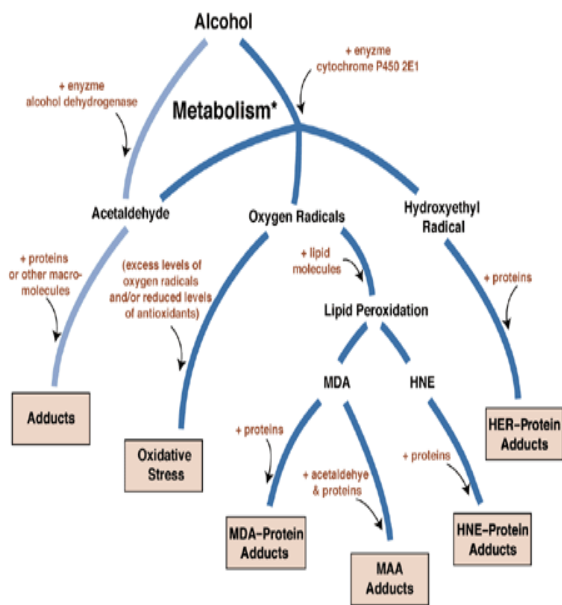 Alcohol
+ enyzme
cytochrome P450 2E1
+ enyzme
alcohol dehydrogenase
Metabolism*
Acetaldehyde
Oxygen Radicals
Hydroxyethyl
Radical
+ proteins
or other macro-
molecules
(excess levels of
oxygen radicals
and/or reduced levels
of antioxidants)
+ lipid
molecules
+ proteins
Lipid Peroxidation
MDA
HNE
Adducts
Oxidative
Stress
HER–Protein
Adducts
+ proteins
+ acetaldehye
& proteins
+ proteins
MDA–Protein
Adducts
MAA
Adducts
HNE–Protein
Adducts